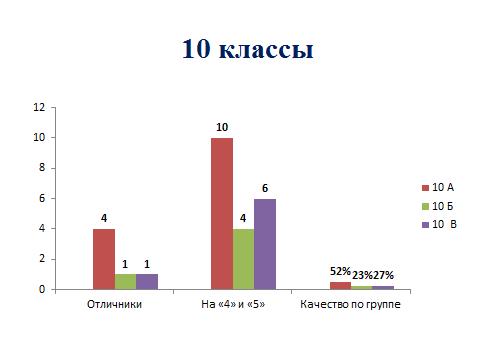 10 классы
12
10
8
6
4
2
0
4
1
1
10
4
6
52%
23%
27%
Отличники
На «4» и «5»
Качество по группе
10 А
10 Б
10  В